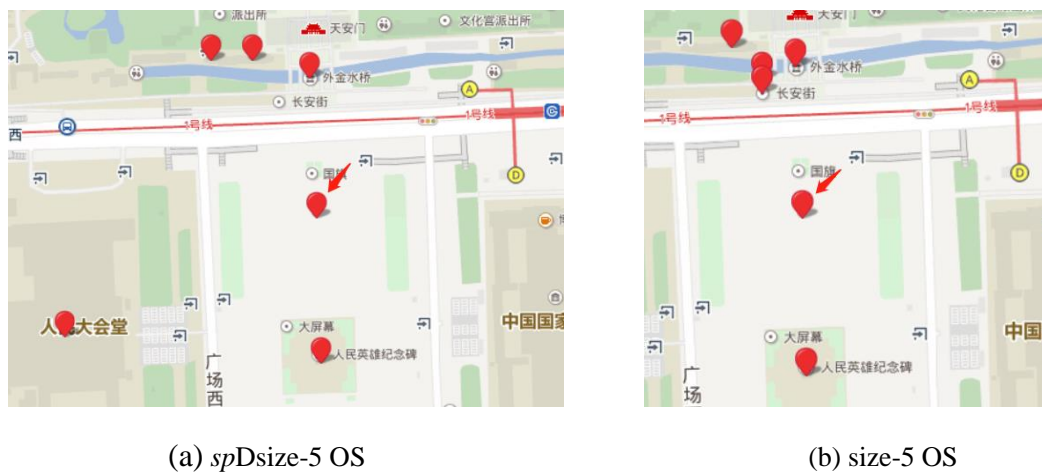 派出所
天安门
文化宫派出所
外金水桥
A
长安街
西
1号线
1号线
国旗
D
人民大会堂
大屏幕
中国国家
人民英雄纪念碑
广场西
天安门
外金水桥
A
长安街
1号线
1号线
国旗
D
大屏幕
中国
人民英雄纪念碑
广场
(a) spDsize-5 OS
(b) size-5 OS